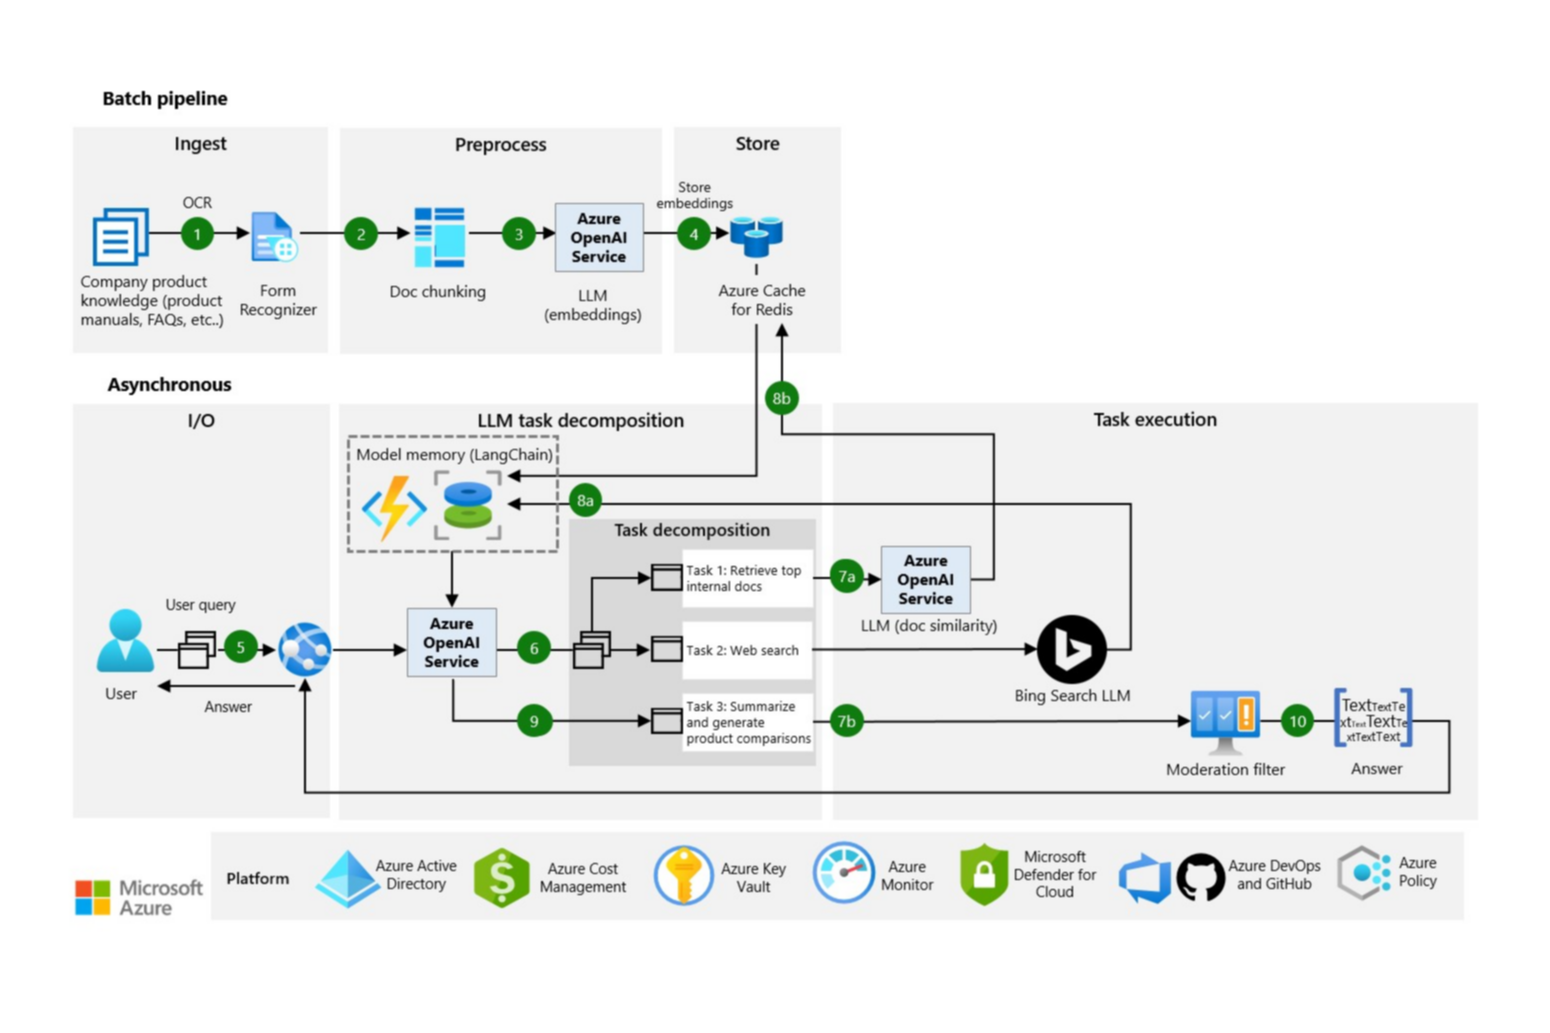 Batch pipeline
Ingest
Preprocess
Store
OCR
1
2
3
Store
embeddings
4
Azure
OpenAI
Service
Company product
knowledge (product
manuals, FAQs, etc..)
Form
Recognizer
Doc chunking
LLM
(embeddings)
Azure Cache
for Redis
Asynchronous
8b
I/O
LLM task decomposition
Task execution
Model memory (LangChain)
8a
Task decomposition
Task 1: Retrieve top
internal docs
7a
Azure
OpenAI
Service
LLM (doc similarity)
User query
5
Azure
OpenAI
Service
6
Task 2: Web search
User
Answer
Bing Search LLM
9
Task 3: Summarize
and generate
product comparisons
7b
10
TextTextTe
xtTextTextTe
xtTextText
Moderation filter
Answer
Microsoft
Azure
Platform
Azure Active
Directory
Azure Cost
Management
Azure Key
Vault
Azure
Monitor
Microsoft
Defender for
Cloud
Azure DevOps
and GitHub
Azure
Policy